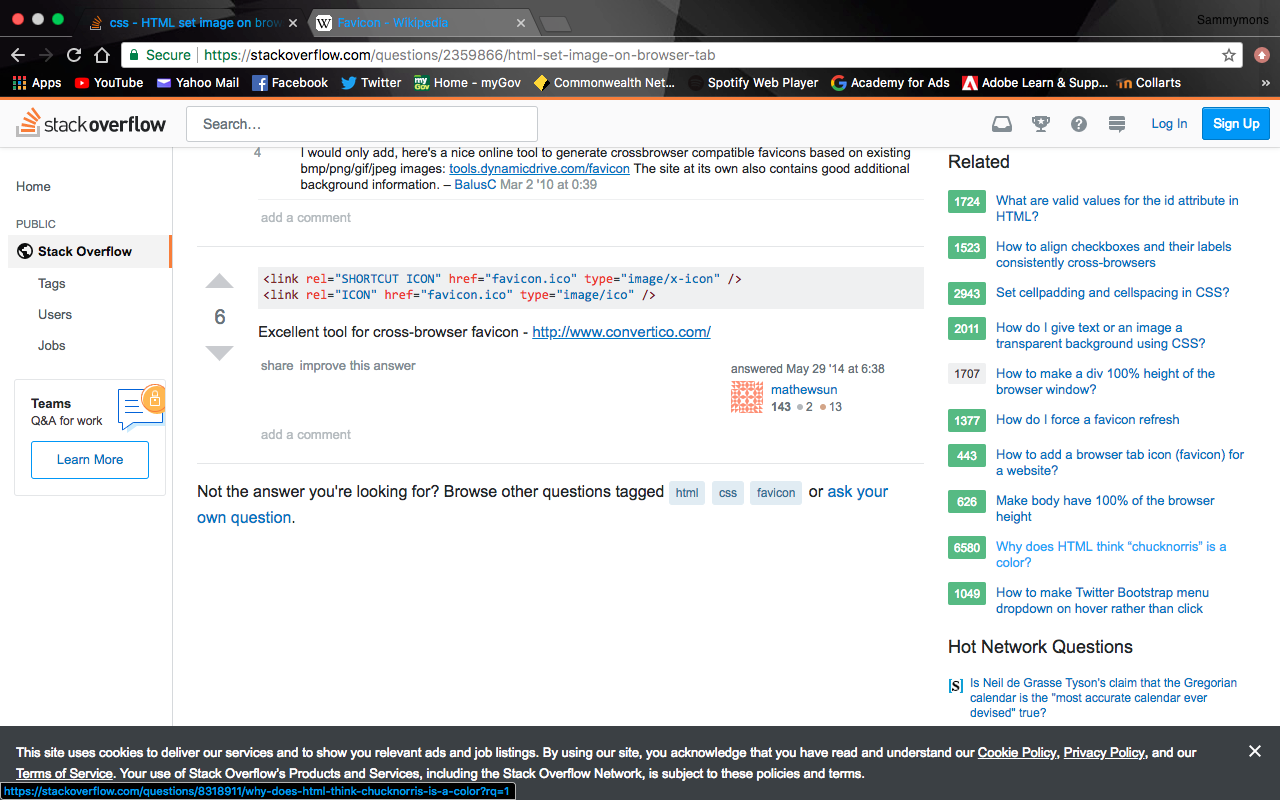 css - HTML set image on brow
Favicon - Wikipedia
Sammymons
Secure
https://stackoverflow.com/questions/2359866/html-set-image-on-browser-tab
Apps
YouTube
Yahoo Mail
Facebook
Twitter
my Gov
Home - myGov
Commonwealth Net...
Spotify Web Player
Academy for Ads
Adobe Learn & Supp...
Collarts
»
stackoverflow
Search...
Log In
Sign Up
Home
PUBLIC
Stack Overflow
Tags
Users
Jobs
Teams
Q&A for work
Learn More
4
I would only add, here's a nice online tool to generate crossbrowser compatible favicons based on existing
bmp/png/gif/jpeg images: tools.dynamicdrive.com/favicon The site at its own also contains good additional
background information. – BalusC Mar 2 '10 at 0:39
add a comment
<link rel="SHORTCUT ICON" href="favicon.ico" type="image/x-icon" />
<link rel="ICON" href="favicon.ico" type="image/ico" />
6
Excellent tool for cross-browser favicon - http://www.convertico.com/
share improve this answer
answered May 29 '14 at 6:38
mathewsun
143 ●2 ●13
add a comment
Not the answer you're looking for? Browse other questions tagged html css favicon or ask your
own question.
Related
1724 What are valid values for the id attribute in
HTML?
1523 How to align checkboxes and their labels
consistently cross-browsers
2943 Set cellpadding and cellspacing in CSS?
2011 How do I give text or an image a
transparent background using CSS?
1707 How to make a div 100% height of the
browser window?
1377 How do I force a favicon refresh
443 How to add a browser tab icon (favicon) for
a website?
626 Make body have 100% of the browser
height
6580 Why does HTML think “chucknorris” is a
color?
1049 How to make Twitter Bootstrap menu
dropdown on hover rather than click
Hot Network Questions
[S] Is Neil de Grasse Tyson's claim that the Gregorian
calendar is the "most accurate calendar ever
devised" true?
This site uses cookies to deliver our services and to show you relevant ads and job listings. By using our site, you acknowledge that you have read and understand our Cookie Policy, Privacy Policy, and our
Terms of Service. Your use of Stack Overflow’s Products and Services, including the Stack Overflow Network, is subject to these policies and terms.
https://stackoverflow.com/questions/8318911/why-does-html-think-chucknorris-is-a-color?rq=1